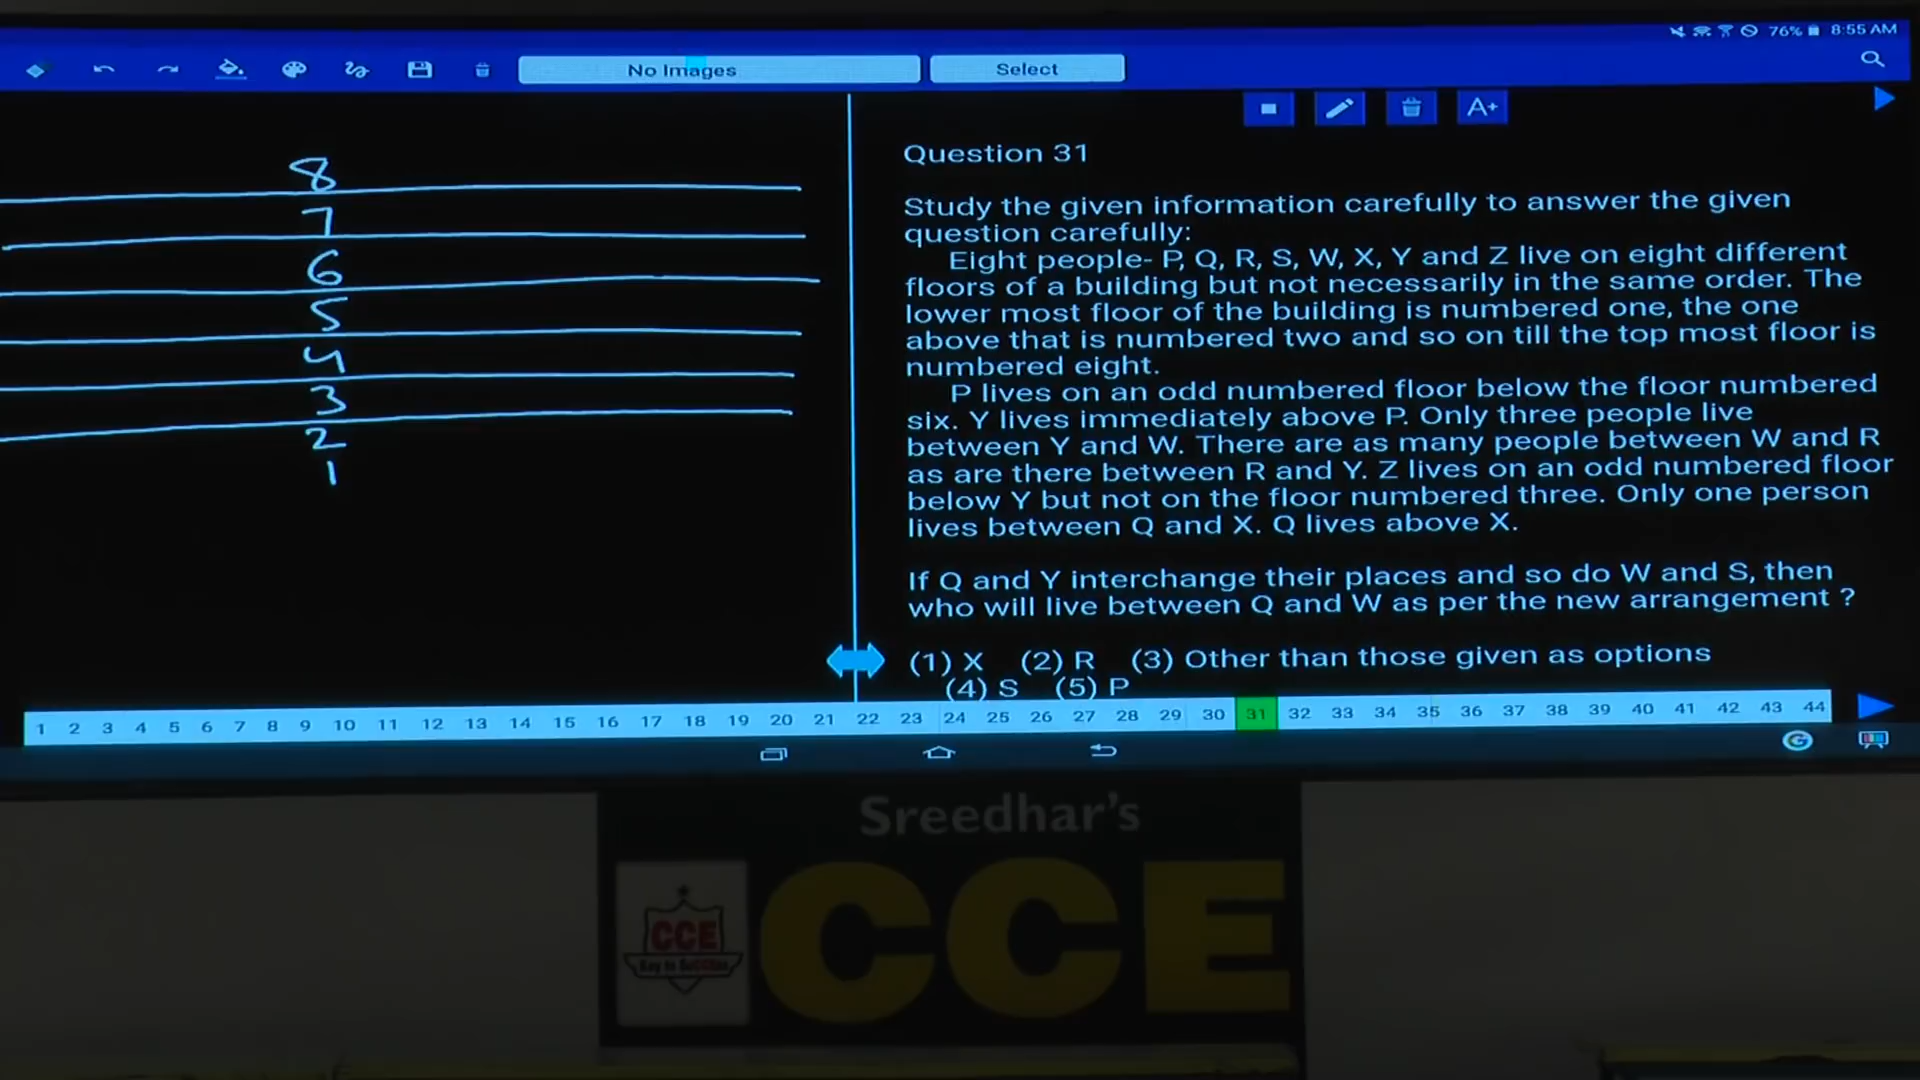 76% 8:55 AM
No Images Select
A+
8
7
6
5
4
3
2
1
Question 31
Study the given information carefully to answer the given
question carefully:
Eight people- P, Q, R, S, W, X, Y and Z live on eight different
floors of a building but not necessarily in the same order. The
lower most floor of the building is numbered one, the one
above that is numbered two and so on till the top most floor is
numbered eight.
P lives on an odd numbered floor below the floor numbered
six. Y lives immediately above P. Only three people live
between Y and W. There are as many people between W and R
as are there between R and Y. Z lives on an odd numbered floor
below Y but not on the floor numbered three. Only one person
lives between Q and X. Q lives above X.
If Q and Y interchange their places and so do W and S, then
who will live between Q and W as per the new arrangement ?
(1) X (2) R (3) Other than those given as options
(4) S (5) P
1 2 3 4 5 6 7 8 9 10 11 12 13 14 15 16 17 18 19 20 21 22 23 24 25 26 27 28 29 30 31 32 33 34 35 36 37 38 39 40 41 42 43 44
G
Sreedhar's
CCE
CCE
Key to Success